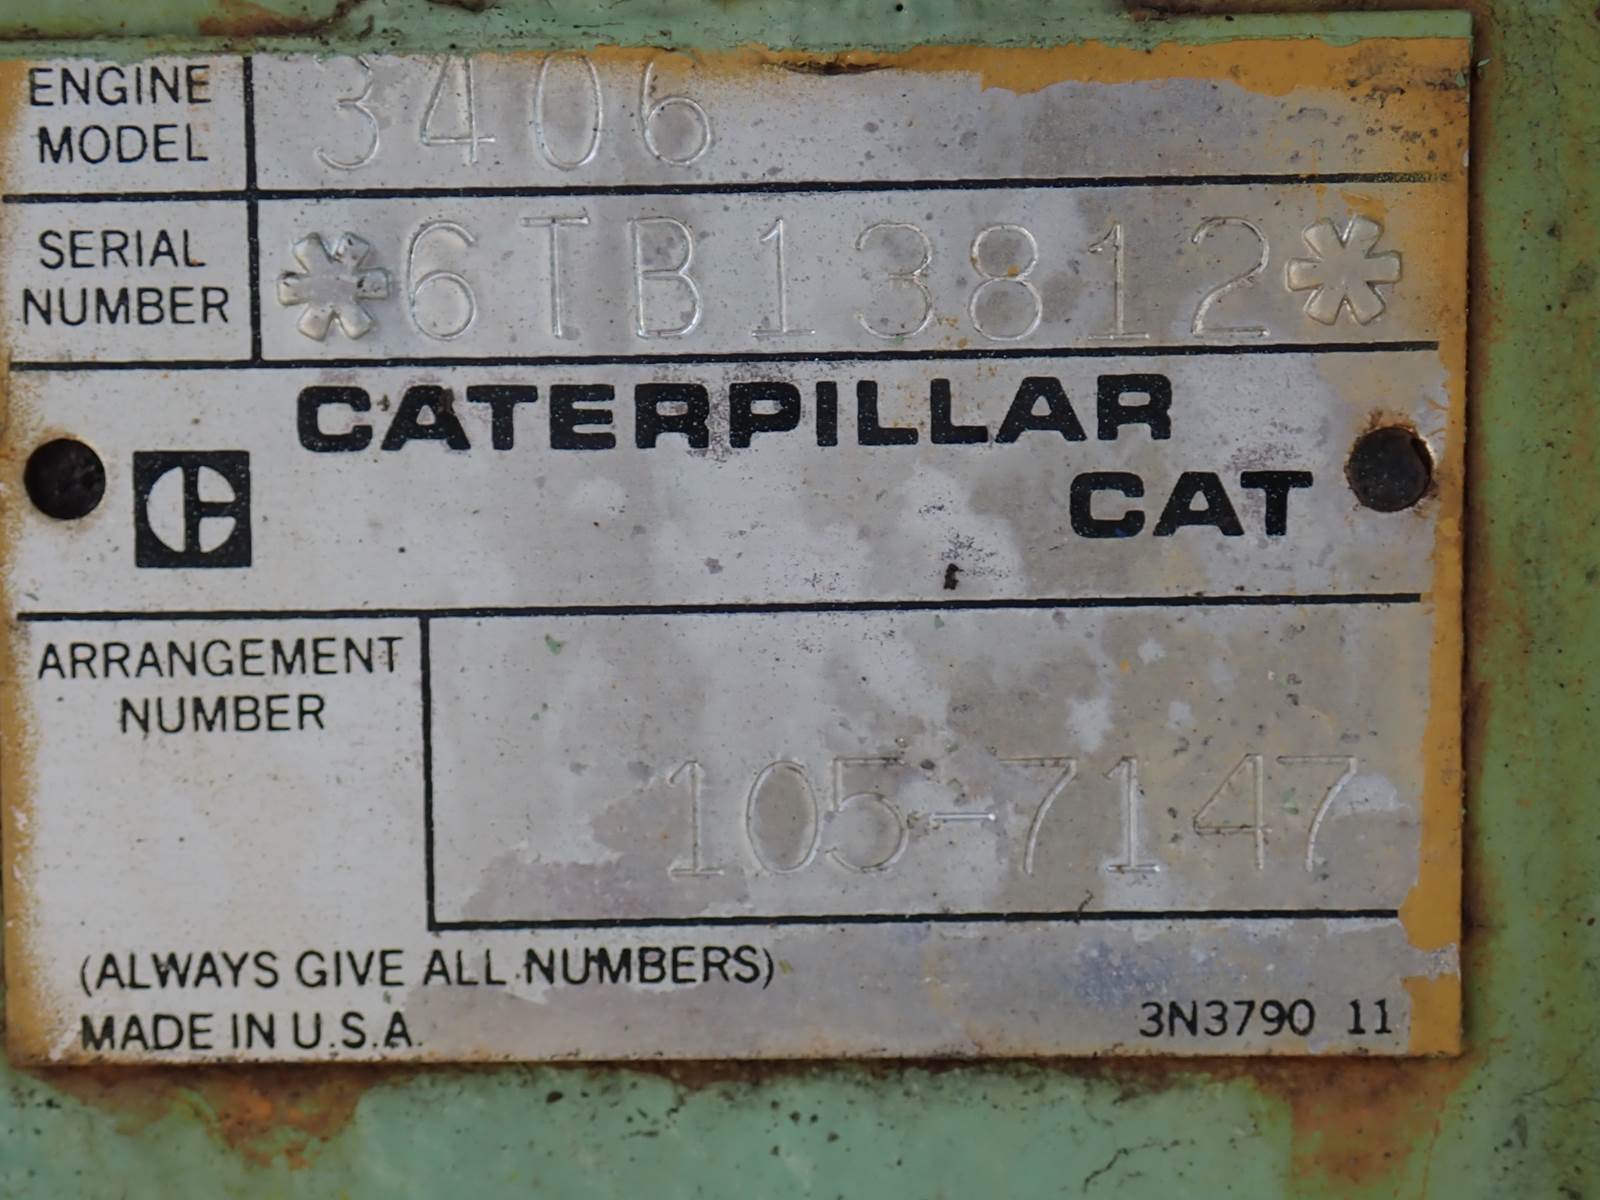 ENGINE MODEL 3406
SERIAL NUMBER *6TB13812*
CATERPILLAR
CAT
ARRANGEMENT NUMBER
105-7147
(ALWAYS GIVE ALL NUMBERS)
MADE IN U.S.A. 3N3790 11